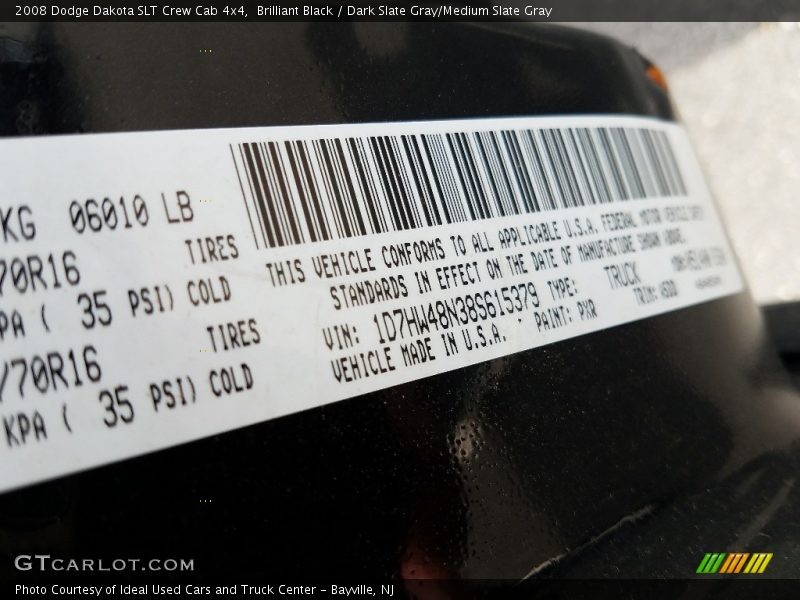 2008 Dodge Dakota SLT Crew Cab 4x4,  Brilliant Black / Dark Slate Gray/Medium Slate Gray
KG 06010 LB
70R16 TIRES
PA ( 35 PSI) COLD
/70R16 TIRES
KPA ( 35 PSI) COLD
THIS VEHICLE CONFORMS TO ALL APPLICABLE U.S.A. FEDERAL MOTOR VEHICLE SAFETY
STANDARDS IN EFFECT ON THE DATE OF MANUFACTURE SHOWN ABOVE.
VIN: 1D7HW48N38S615379 TYPE: TRUCK
VEHICLE MADE IN U.S.A. PAINT: PXR TRIM:
GTCARLOT.COM
Photo Courtesy of Ideal Used Cars and Truck Center – Bayville, NJ